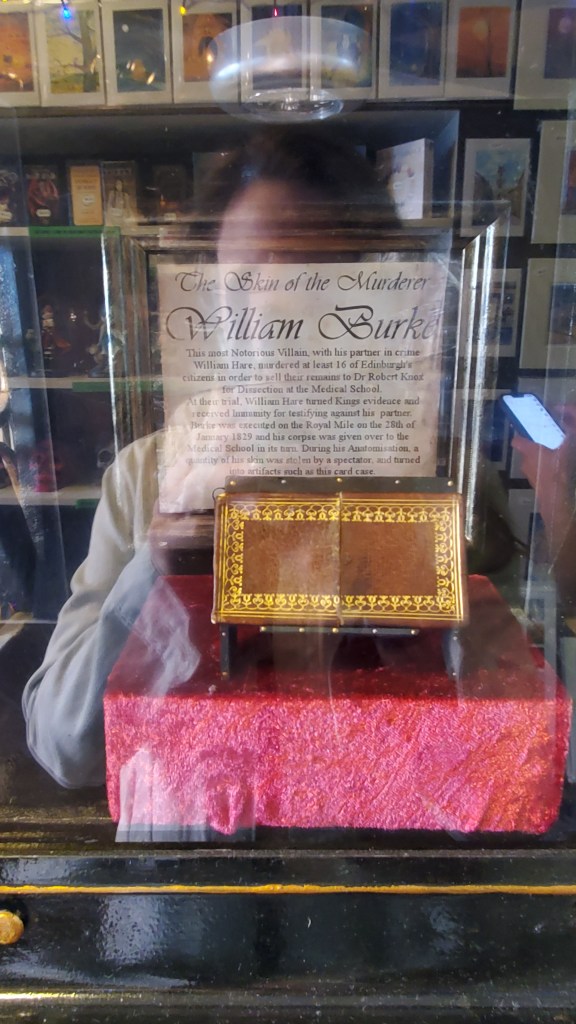 The Skin of the Murderer
William Burke
This most Notorious Villain, with his partner in crime
William Hare, murdered at least 16 of Edinburgh's
citizens in order to sell their remains to Dr Robert Knox
for Dissection at the Medical School.
At their trial, William Hare turned Kings evidence and
received Immunity for testifying against his partner.
Burke was executed on the Royal Mile on the 28th of
January 1829 and his corpse was given over to the
Medical School in its turn. During his Anatomisation, a
quantity of his skin was stolen by a spectator, and turned
into artifacts such as this card case.